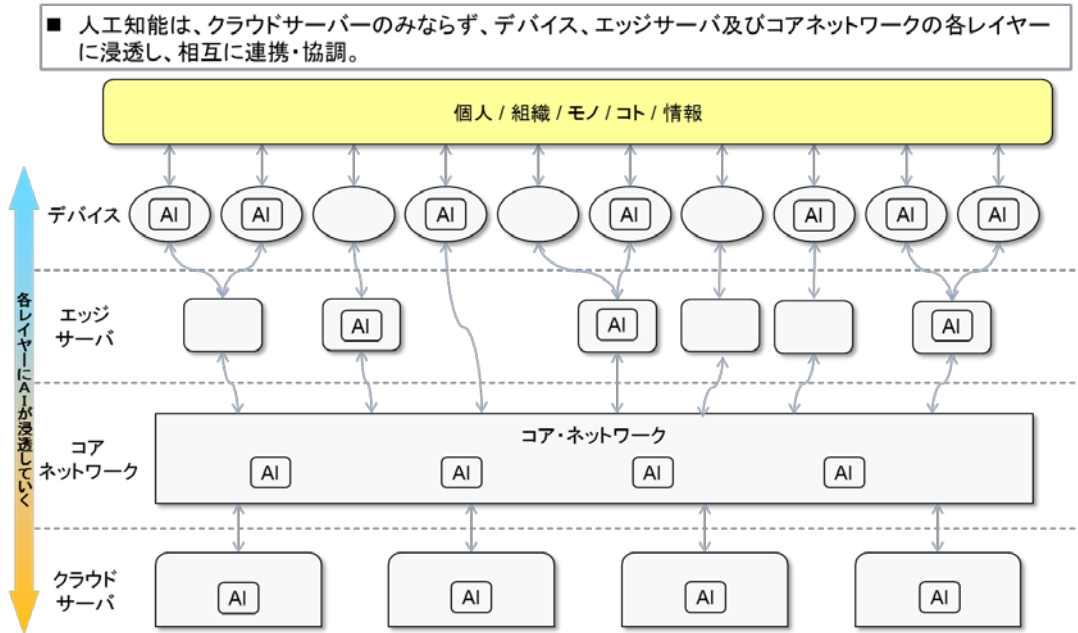 ■ 人工知能は、クラウドサーバーのみならず、デバイス、エッジサーバ及びコアネットワークの各レイヤー
に浸透し、相互に連携・協調。
個人 / 組織 / モノ / コト / 情報
各レイヤーにAIが浸透していく
デバイス
AI
AI
AI
AI
AI
AI
AI
エッジ
サーバ
AI
AI
AI
コア
ネットワーク
コア・ネットワーク
AI
AI
AI
AI
クラウド
サーバ
AI
AI
AI
AI